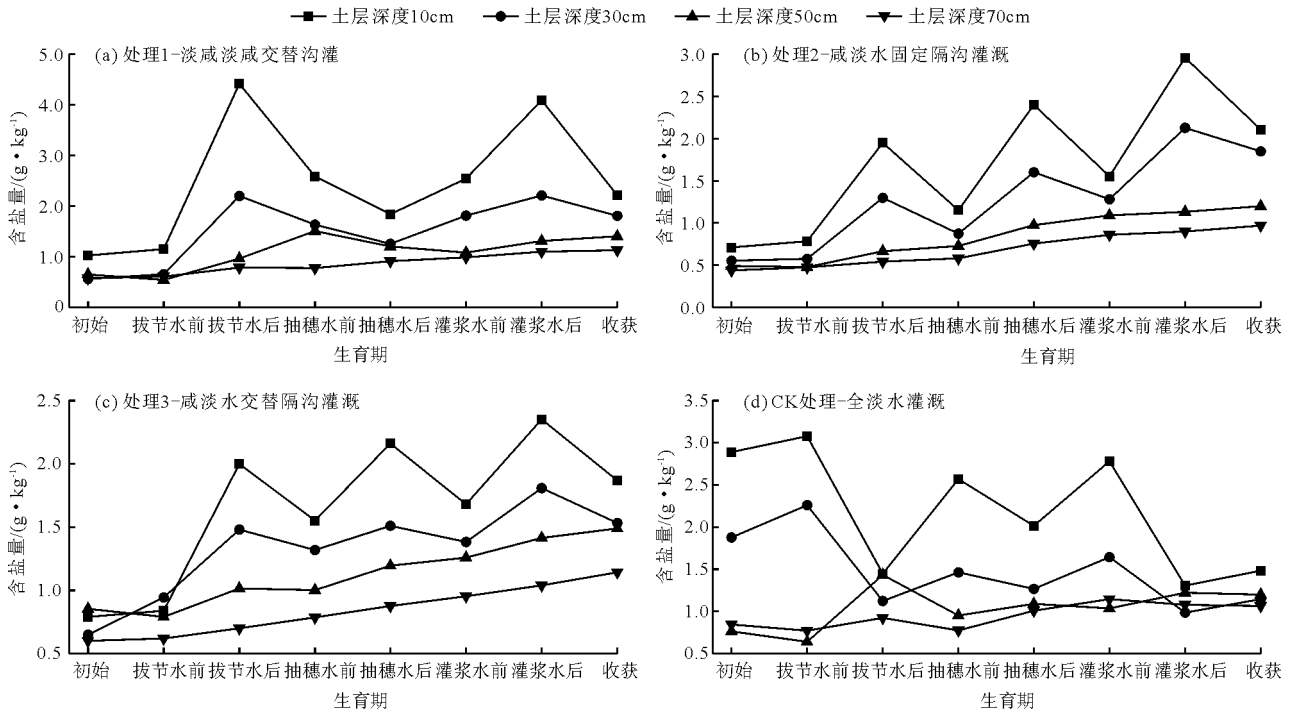 土层深度10cm 土层深度30cm 土层深度50cm 土层深度70cm
(a) 处理1-淡咸淡咸交替沟灌
5.0
4.0
3.0
2.0
1.0
0
含盐量/(g·kg⁻¹)
初始 拔节水前 拔节水后 抽穗水前 抽穗水后 灌浆水前 灌浆水后 收获
生育期
(b) 处理2-咸淡水固定隔沟灌溉
3.0
2.5
2.0
1.5
1.0
0.5
0.0
含盐量/(g·kg⁻¹)
初始 拔节水前 拔节水后 抽穗水前 抽穗水后 灌浆水前 灌浆水后 收获
生育期
(c) 处理3-咸淡水交替隔沟灌溉
2.5
2.0
1.5
1.0
0.5
含盐量/(g·kg⁻¹)
初始 拔节水前 拔节水后 抽穗水前 抽穗水后 灌浆水前 灌浆水后 收获
生育期
(d) CK处理-全淡水灌溉
3.5
3.0
2.5
2.0
1.5
1.0
0.5
含盐量/(g·kg⁻¹)
初始 拔节水前 拔节水后 抽穗水前 抽穗水后 灌浆水前 灌浆水后 收获
生育期